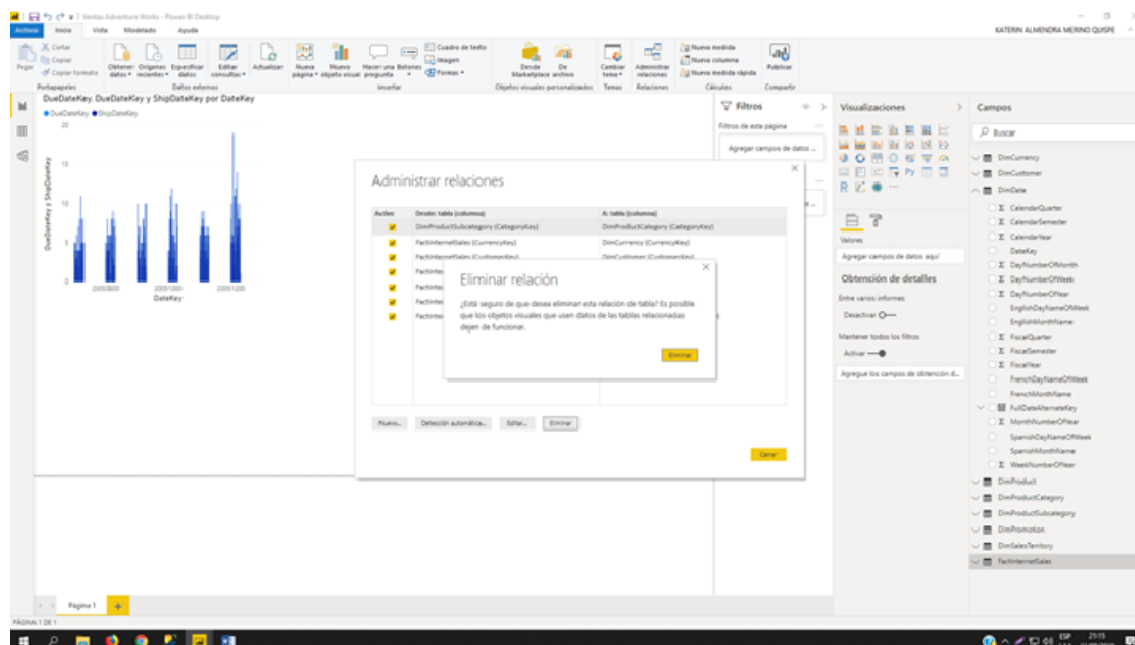 Ventas Adventure Works - Power BI Desktop
KATERIN ALMENDRA MERINO QUISPE
Archivo Inicio Vista Modelado Ayuda
Pegar
Cortar
Copiar
Copiar formato
Portapapeles
Obtener datos
Orígenes recientes
Especificar datos
Editar consultas
Actualizar
Datos externos
Nueva página
Nuevo objeto visual
Hacer una pregunta
Botones
Cuadro de texto
Imagen
Formas
Insertar
Desde Marketplace
De archivo
Objetos visuales personalizados
Cambiar tema
Temas
Administrar relaciones
Relaciones
Nueva medida
Nueva columna
Nueva medida rápida
Cálculos
Publicar
Compartir
DueDateKey, DueDateKey y ShipDateKey por DateKey
DueDateKey ShipDateKey
20
15
10
5
0
DueDateKey y ShipDateKey
20050800 20051000 20051200
DateKey
Administrar relaciones
Activo Desde: tabla (columna) A: tabla (columna)
DimProductSubcategory (CategoryKey) DimProductCategory (CategoryKey)
FactInternetSales (CurrencyKey) DimCurrency (CurrencyKey)
FactInternetSales (CustomerKey) DimCustomer (CustomerKey)
Eliminar relación
¿Está seguro de que desea eliminar esta relación de tabla? Es posible
que los objetos visuales que usen datos de las tablas relacionadas
dejen de funcionar.
Eliminar
Nuevo... Detección automática... Editar... Eliminar
Cerrar
Filtros
Filtros de esta página
Agregar campos de datos ...
Visualizaciones
Valores
Agregar campos de datos aquí
Obtención de detalles
Entre varios informes
Desactivar
Mantener todos los filtros
Activar
Agregue los campos de obtención d...
Campos
Buscar
DimCurrency
DimCustomer
DimDate
CalendarQuarter
CalendarSemester
CalendarYear
DateKey
DayNumberOfMonth
DayNumberOfWeek
DayNumberOfYear
EnglishDayNameOfWeek
EnglishMonthName
FiscalQuarter
FiscalSemester
FiscalYear
FrenchDayNameOfWeek
FrenchMonthName
FullDateAlternateKey
MonthNumberOfYear
SpanishDayNameOfWeek
SpanishMonthName
WeekNumberOfYear
DimProduct
DimProductCategory
DimProductSubcategory
DimPromotion
DimSalesTerritory
FactInternetSales
Página 1
PÁGINA 1 DE 1
ESP
21:15